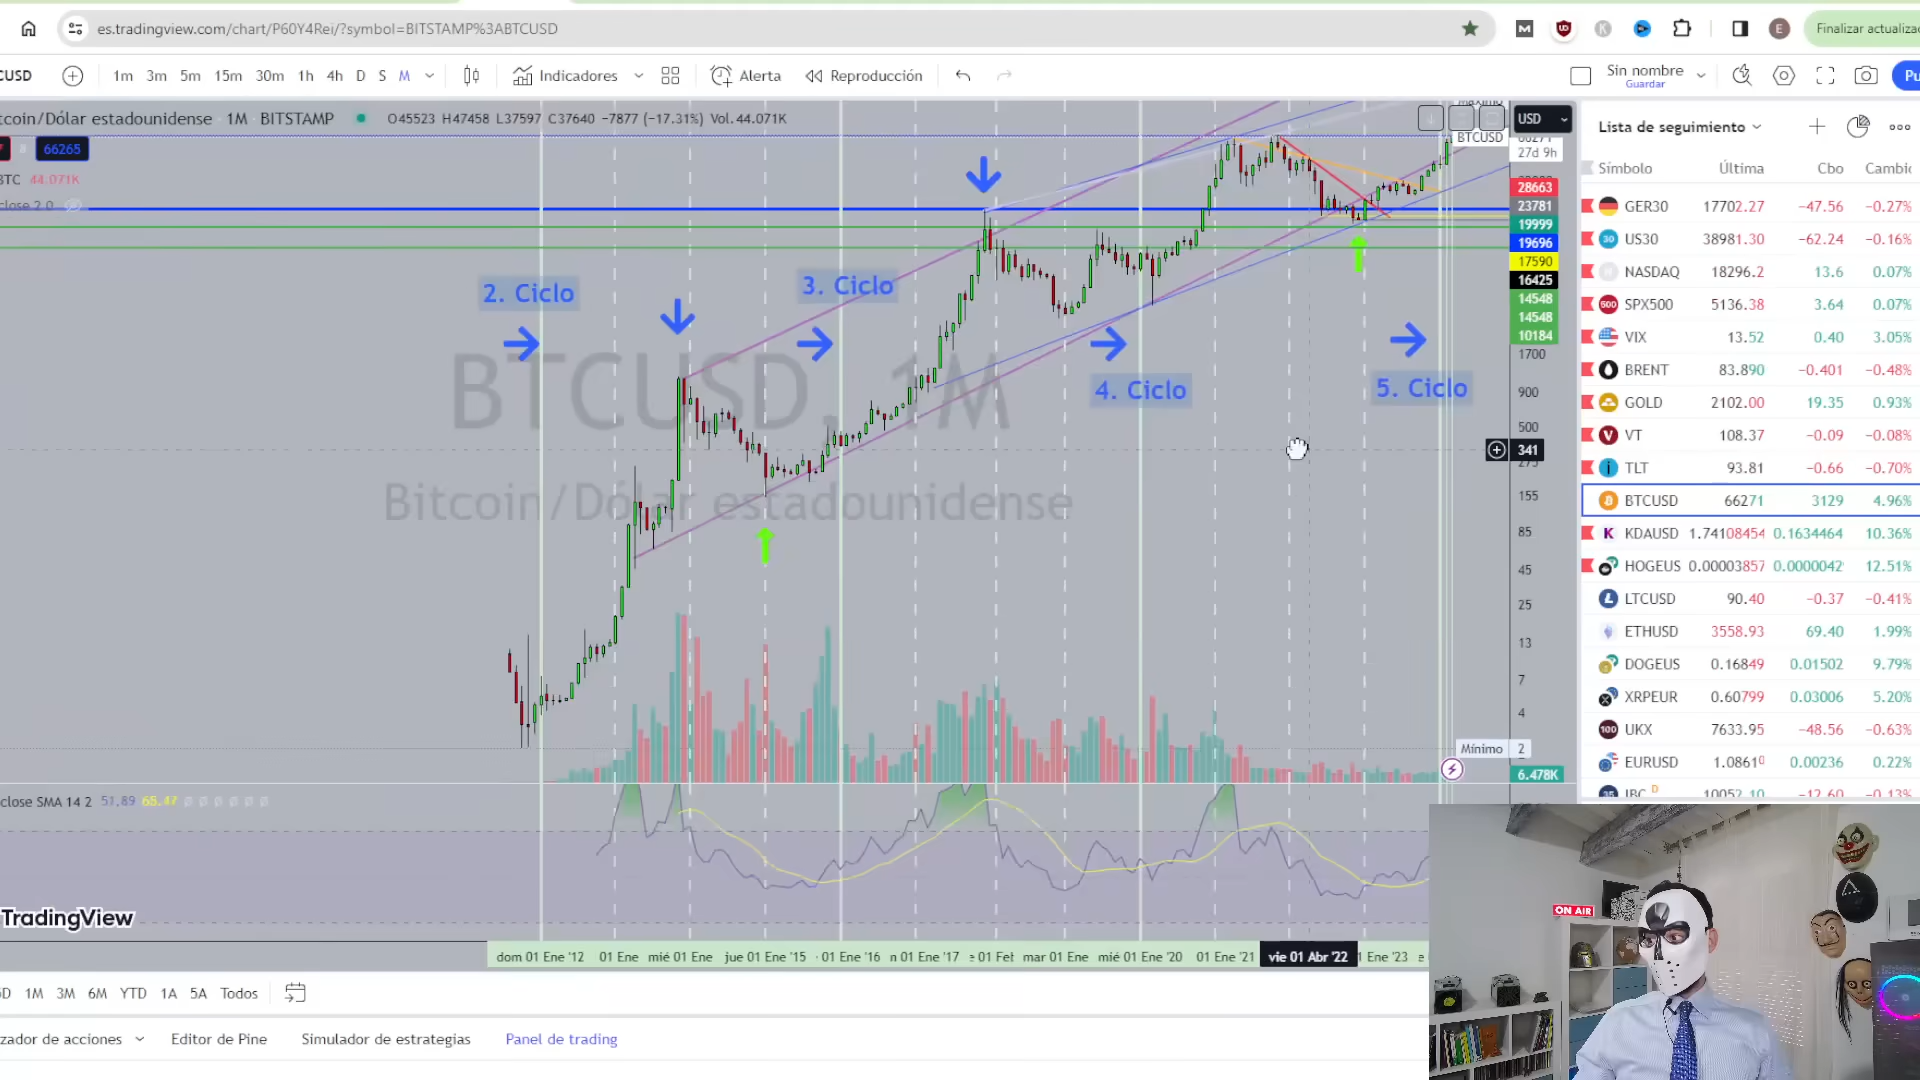 es.tradingview.com/chart/P60Y4Rei/?symbol=BITSTAMP%3ABTCUSD
Finalizar actualiza
CUSD 1m 3m 5m 15m 30m 1h 4h D S M Indicadores Alerta Reproducción Sin nombre Guardar Pu
tcoin/Dólar estadounidense · 1M · BITSTAMP O45523 H47458 L37597 C37640 −7877 (−17.31%) Vol.44.071K
66265
BTC 44.071K
close 2.0
USD
BTCUSD
27d 9h
28663
23781
19999
19696
17590
16425
14548
14548
10184
1700
900
500
341
155
85
45
25
13
7
4
Mínimo 2
6.478K
2. Ciclo
3. Ciclo
4. Ciclo
5. Ciclo
BTCUSD, 1M
Bitcoin/Dólar estadounidense
close SMA 14 2 51,89 65.47
TradingView
dom 01 Ene '12 01 Ene mié 01 Ene jue 01 Ene '15 01 Ene '16 n 01 Ene '17 e 01 Feb mar 01 Ene mié 01 Ene '20 01 Ene '21 vie 01 Abr '22 1 Ene '23 e
5D 1M 3M 6M YTD 1A 5A Todos
zador de acciones Editor de Pine Simulador de estrategias Panel de trading
Lista de seguimiento
Símbolo Última Cbo Cambio
GER30 17702.27 −47.56 −0.27%
US30 38981.30 −62.24 −0.16%
NASDAQ 18296.2 13.6 0.07%
SPX500 5136.38 3.64 0.07%
VIX 13.52 0.40 3.05%
BRENT 83.890 −0.401 −0.48%
GOLD 2102.00 19.35 0.93%
VT 108.37 −0.09 −0.08%
TLT 93.81 −0.66 −0.70%
BTCUSD 66271 3129 4.96%
KDAUSD 1.74108454 0.1634464 10.36%
HOGEUS 0.00003857 0.0000042 12.51%
LTCUSD 90.40 −0.37 −0.41%
ETHUSD 3558.93 69.40 1.99%
DOGEUS 0.16849 0.01502 9.79%
XRPEUR 0.60799 0.03006 5.20%
UKX 7633.95 −48.56 −0.63%
EURUSD 1.0861⁰ 0.00236 0.22%
IBC D 10052.10 −12.60 −0.13%
ON AIR